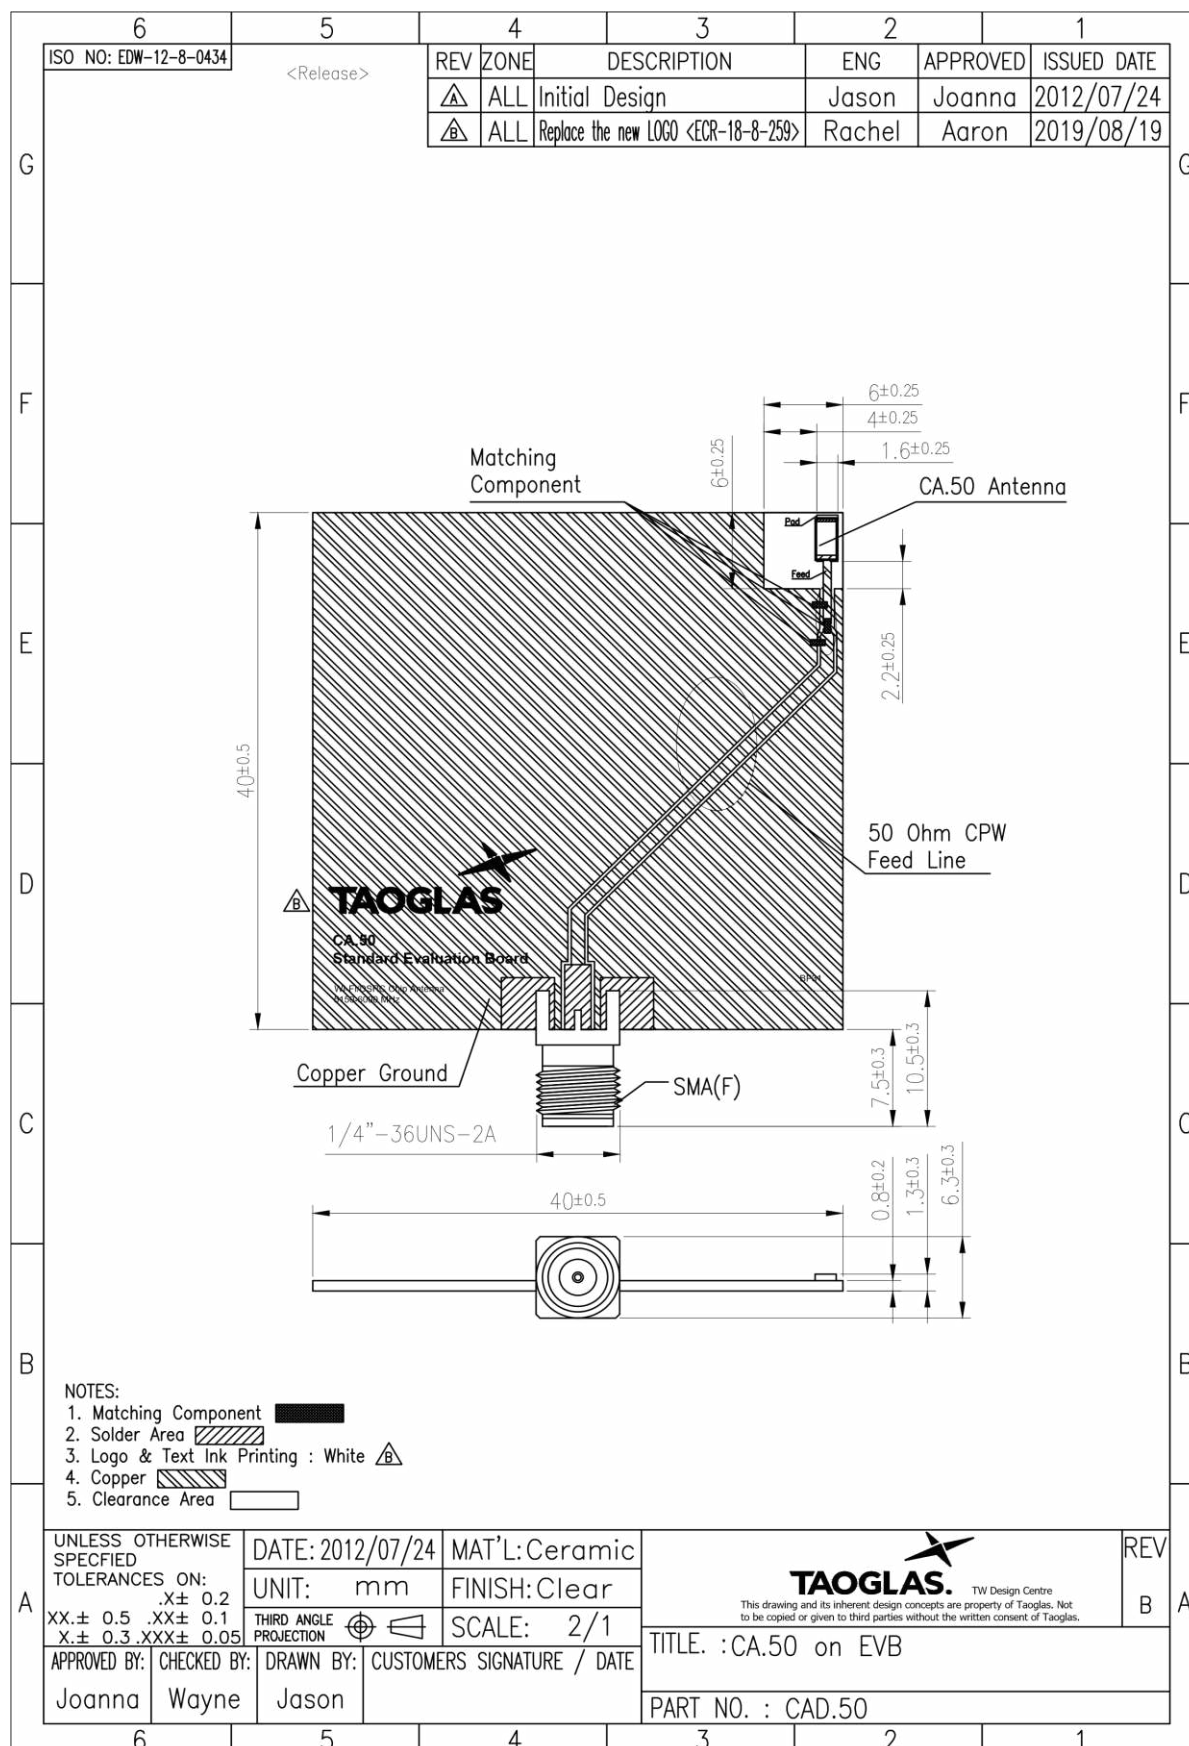 6 5 4 3 2 1
ISO NO: EDW-12-8-0434
<Release>
REV ZONE DESCRIPTION ENG APPROVED ISSUED DATE
A ALL Initial Design Jason Joanna 2012/07/24
B ALL Replace the new LOGO <ECR-18-8-259> Rachel Aaron 2019/08/19
G G
F F
6±0.25
4±0.25
1.6±0.25
6±0.25
Matching
Component
CA.50 Antenna
Pad
Feed
E E
2.2±0.25
40±0.5
50 Ohm CPW
Feed Line
D D
B
TAOGLAS
CA.50
Standard Evaluation Board
Copper Ground
SMA(F)
7.5±0.3
10.5±0.3
C C
1/4"-36UNS-2A
40±0.5
0.8±0.2
1.3±0.3
6.3±0.3
B B
NOTES:
1. Matching Component
2. Solder Area
3. Logo & Text Ink Printing : White B
4. Copper
5. Clearance Area
UNLESS OTHERWISE
SPECFIED
TOLERANCES ON:
.X± 0.2
XX.± 0.5 .XX± 0.1
X.± 0.3 .XXX± 0.05
DATE: 2012/07/24
UNIT: mm
THIRD ANGLE
PROJECTION
MAT'L: Ceramic
FINISH: Clear
SCALE: 2/1
TAOGLAS.
TW Design Centre
This drawing and its inherent design concepts are property of Taoglas. Not
to be copied or given to third parties without the written consent of Taoglas.
REV
B
A A
APPROVED BY: CHECKED BY: DRAWN BY: CUSTOMERS SIGNATURE / DATE
Joanna Wayne Jason
TITLE. : CA.50 on EVB
PART NO. : CAD.50
6 5 4 3 2 1